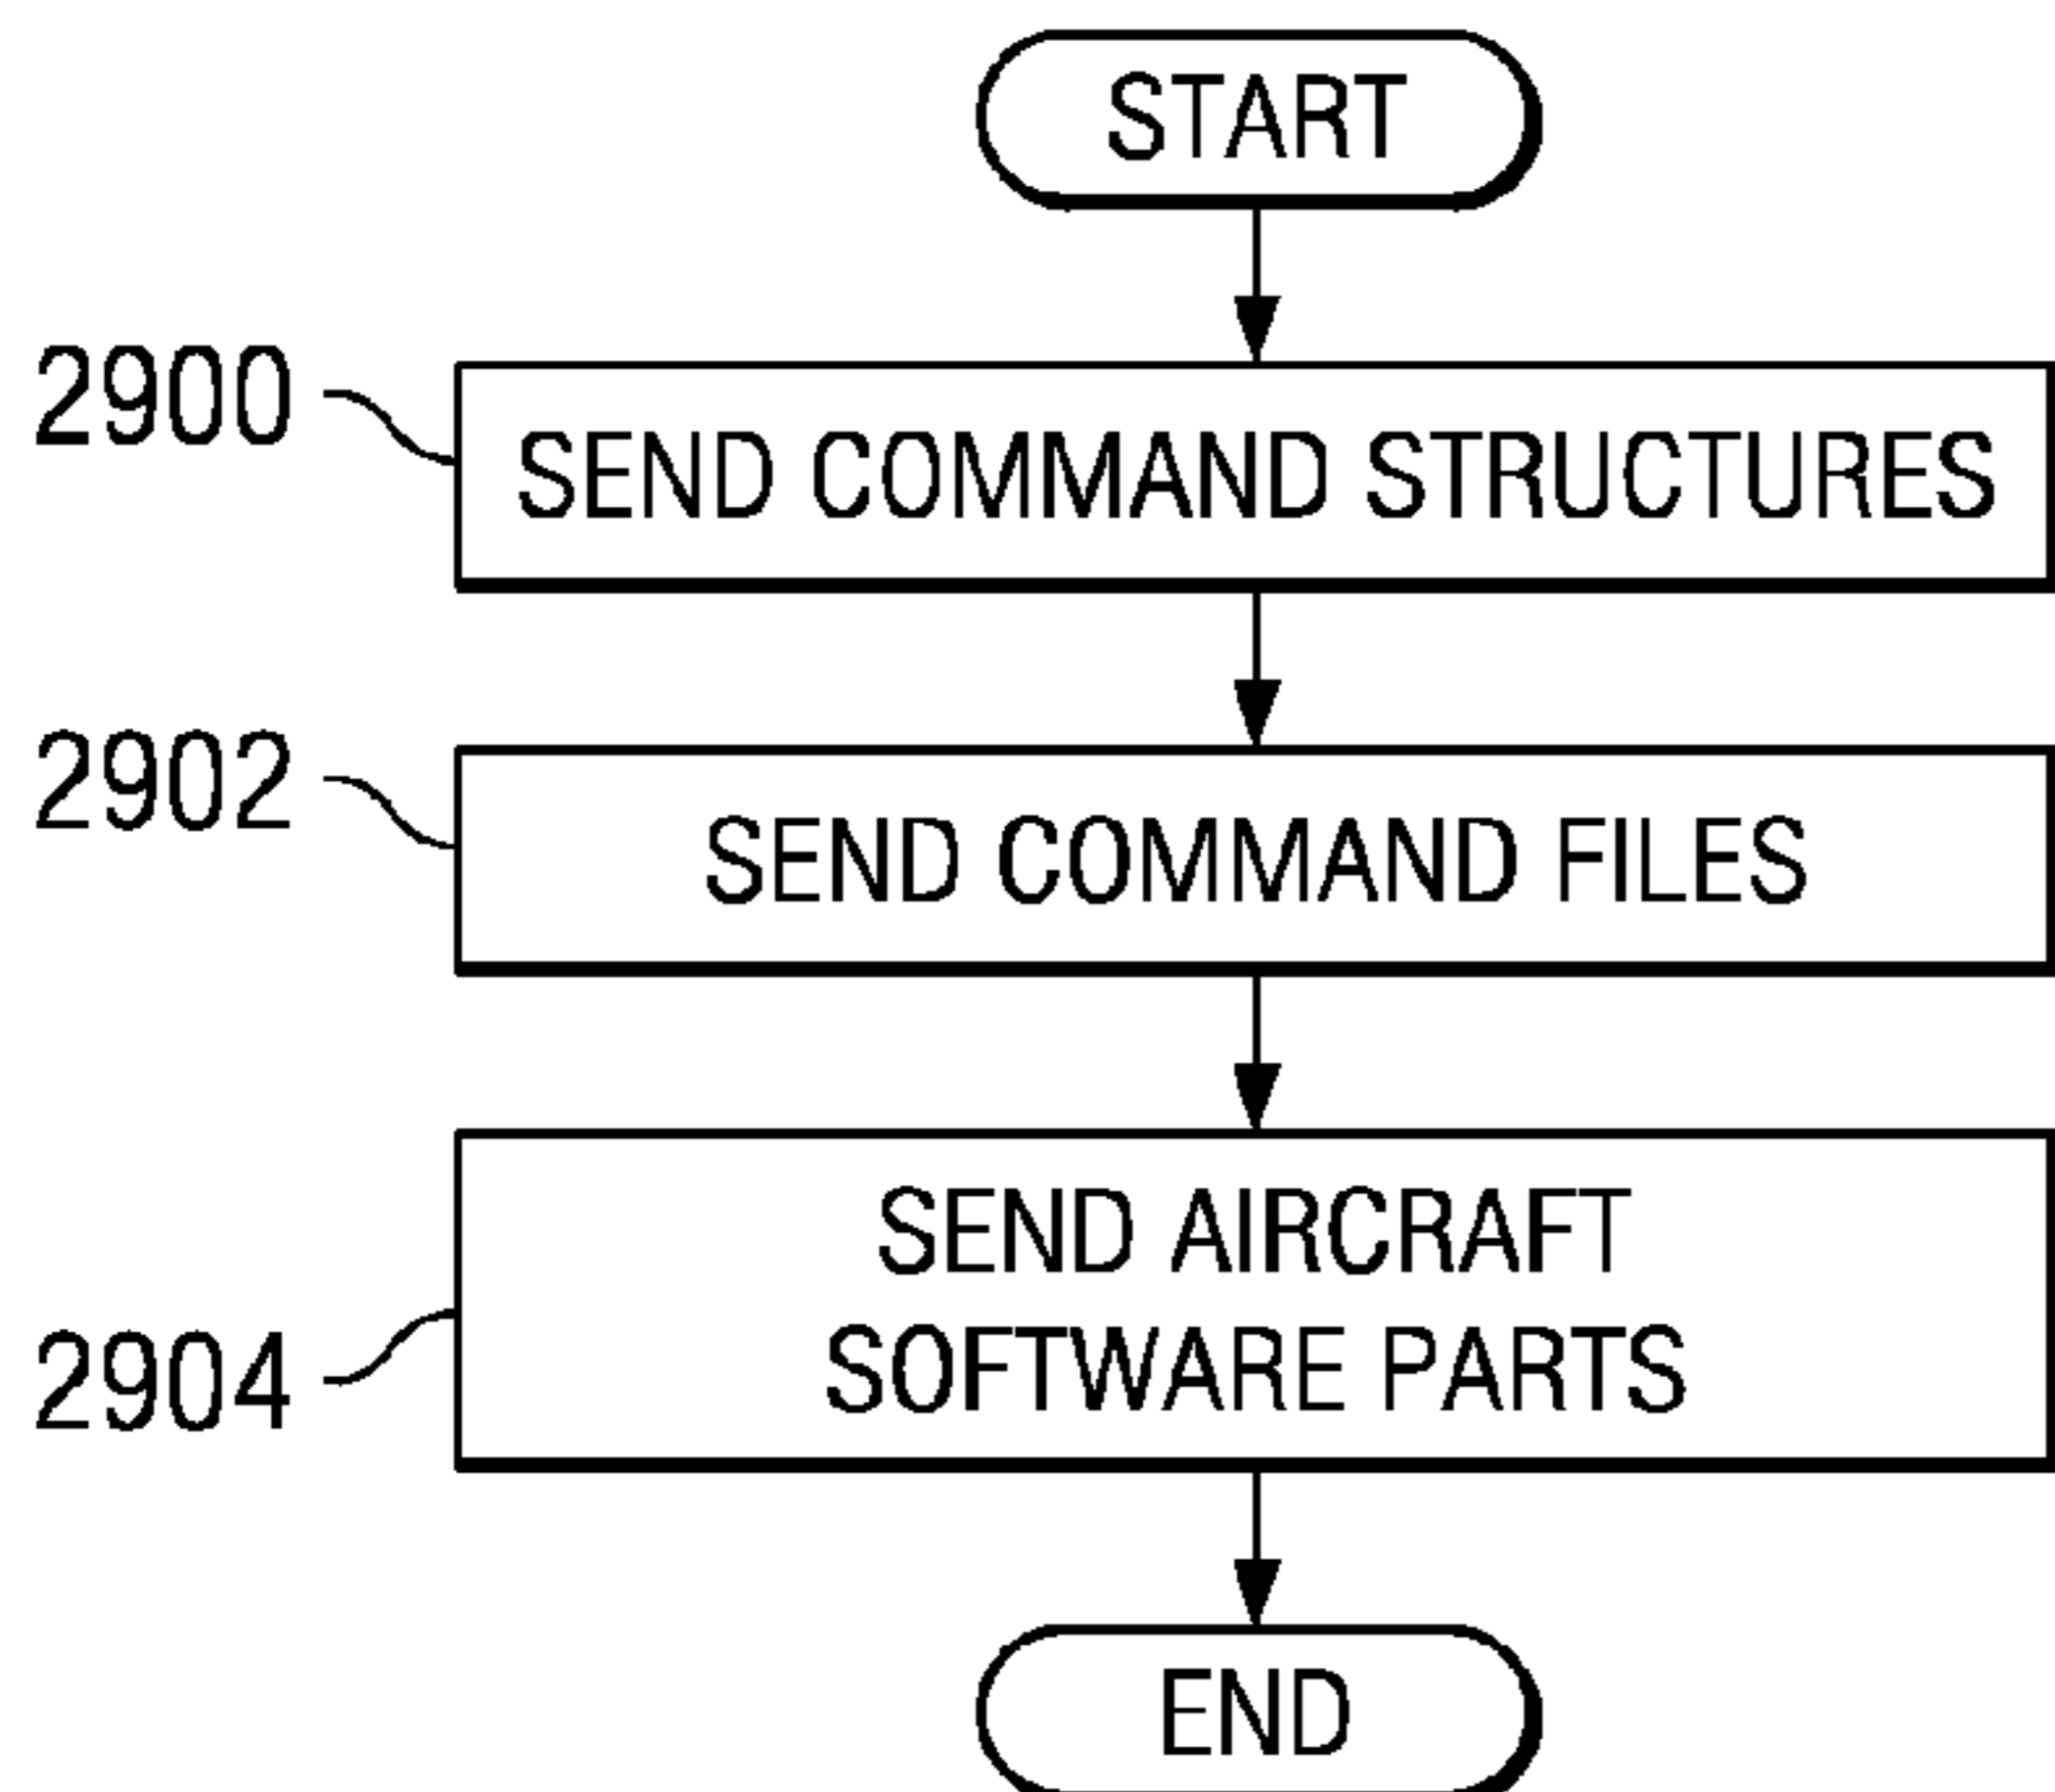 START
2900
SEND COMMAND STRUCTURES
2902
SEND COMMAND FILES
SEND AIRCRAFT
SOFTWARE PARTS
2904
END